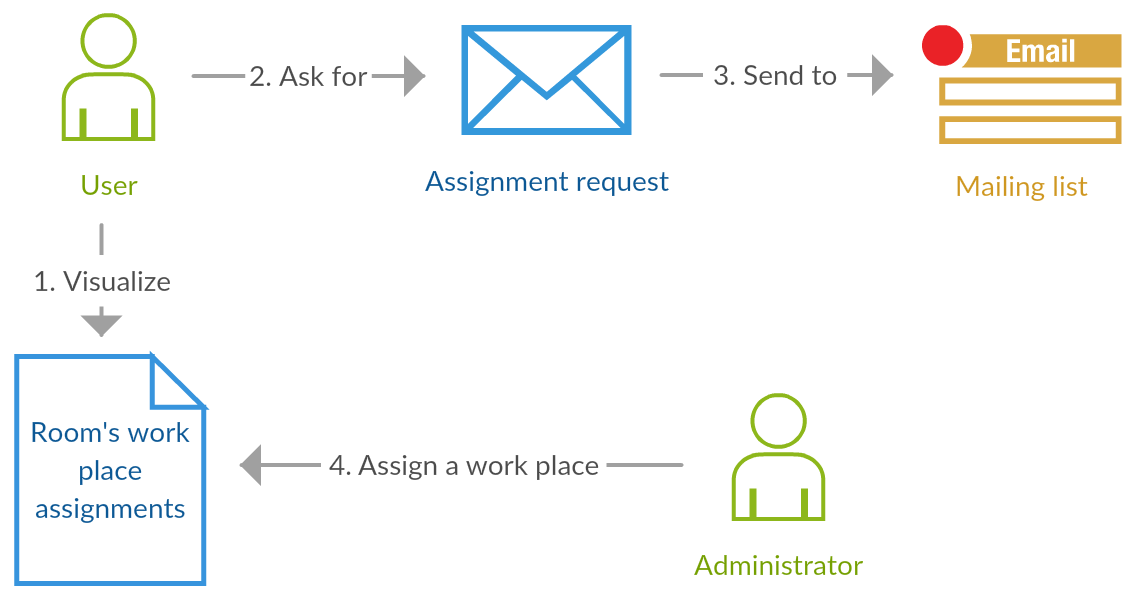 2. Ask for
3. Send to
Email
User
Assignment request
Mailing list
1. Visualize
Room's work
place
assignments
4. Assign a work place
Administrator